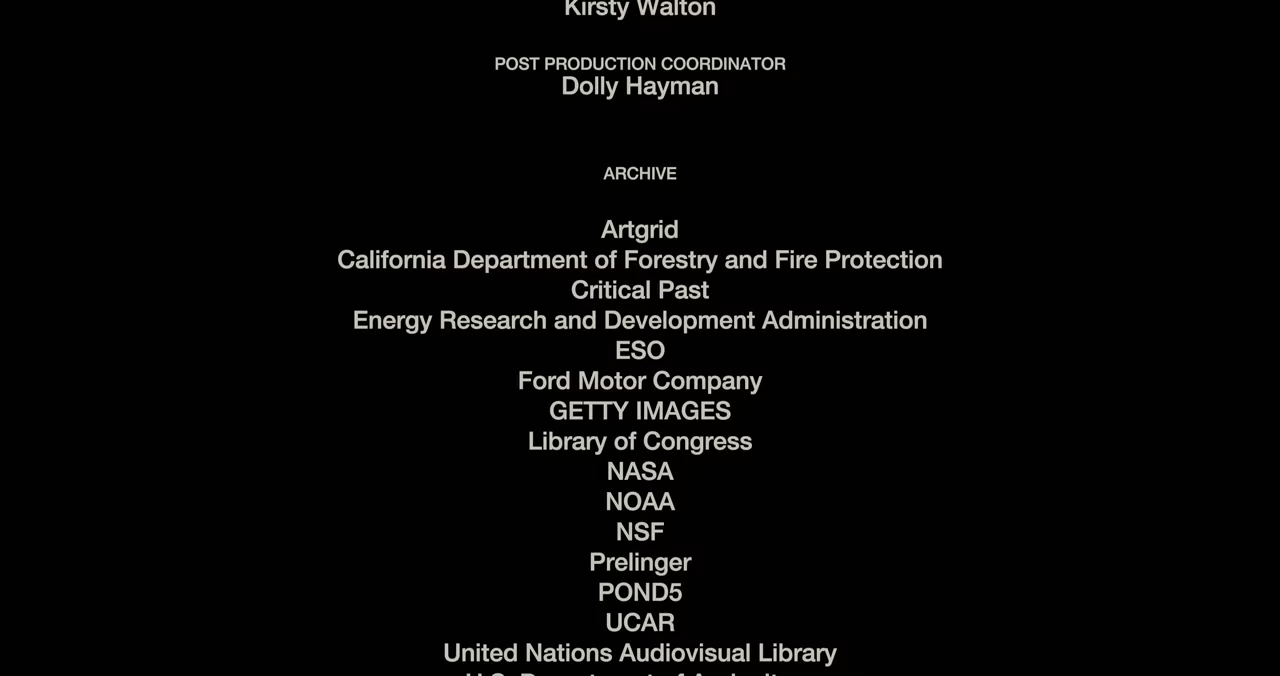 Kirsty Walton
POST PRODUCTION COORDINATOR
Dolly Hayman
ARCHIVE
Artgrid
California Department of Forestry and Fire Protection
Critical Past
Energy Research and Development Administration
ESO
Ford Motor Company
GETTY IMAGES
Library of Congress
NASA
NOAA
NSF
Prelinger
POND5
UCAR
United Nations Audiovisual Library
U.S. Department of